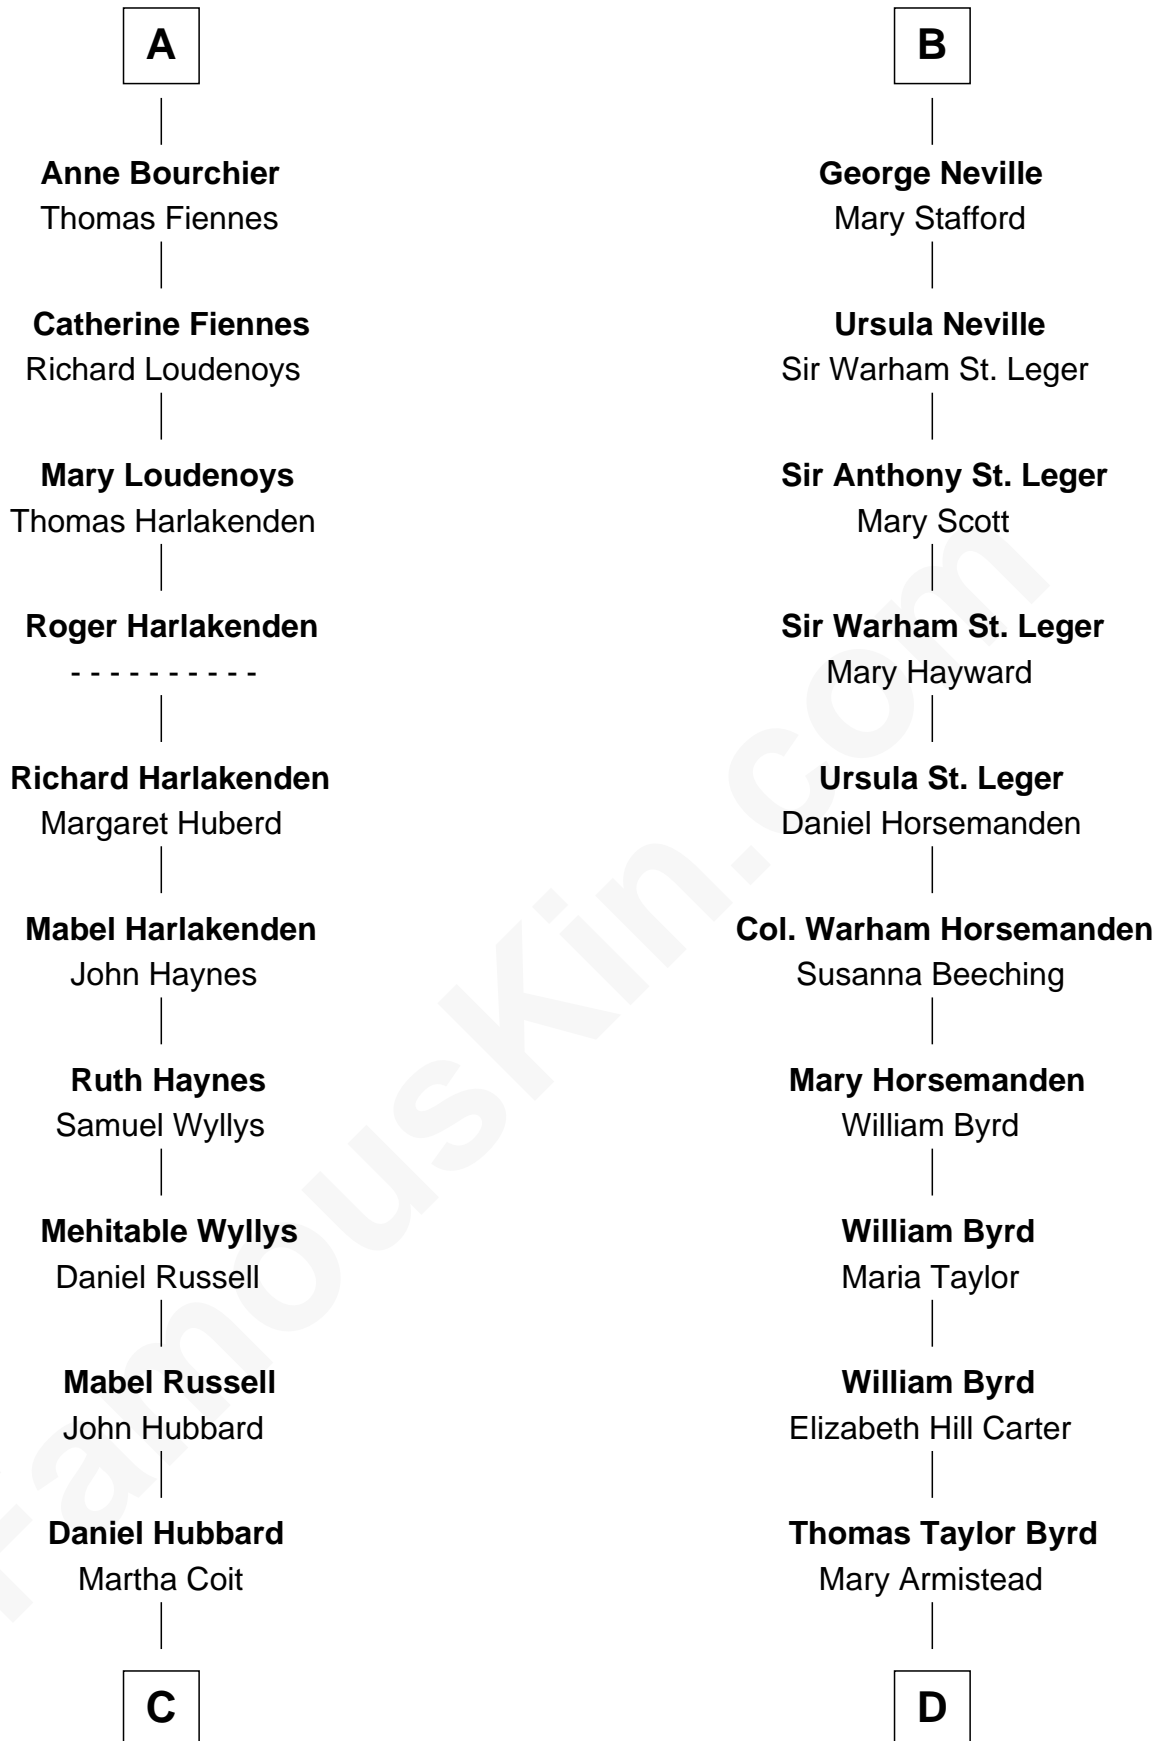 A
Anne Bourchier
Thomas Fiennes
Catherine Fiennes
Richard Loudenoys
Mary Loudenoys
Thomas Harlakenden
Roger Harlakenden
- - - - - - - - - -
Richard Harlakenden
Margaret Huberd
Mabel Harlakenden
John Haynes
Ruth Haynes
Samuel Wyllys
Mehitable Wyllys
Daniel Russell
Mabel Russell
John Hubbard
Daniel Hubbard
Martha Coit
C
B
George Neville
Mary Stafford
Ursula Neville
Sir Warham St. Leger
Sir Anthony St. Leger
Mary Scott
Sir Warham St. Leger
Mary Hayward
Ursula St. Leger
Daniel Horsemanden
Col. Warham Horsemanden
Susanna Beeching
Mary Horsemanden
William Byrd
William Byrd
Maria Taylor
William Byrd
Elizabeth Hill Carter
Thomas Taylor Byrd
Mary Armistead
D
FamousKin.com